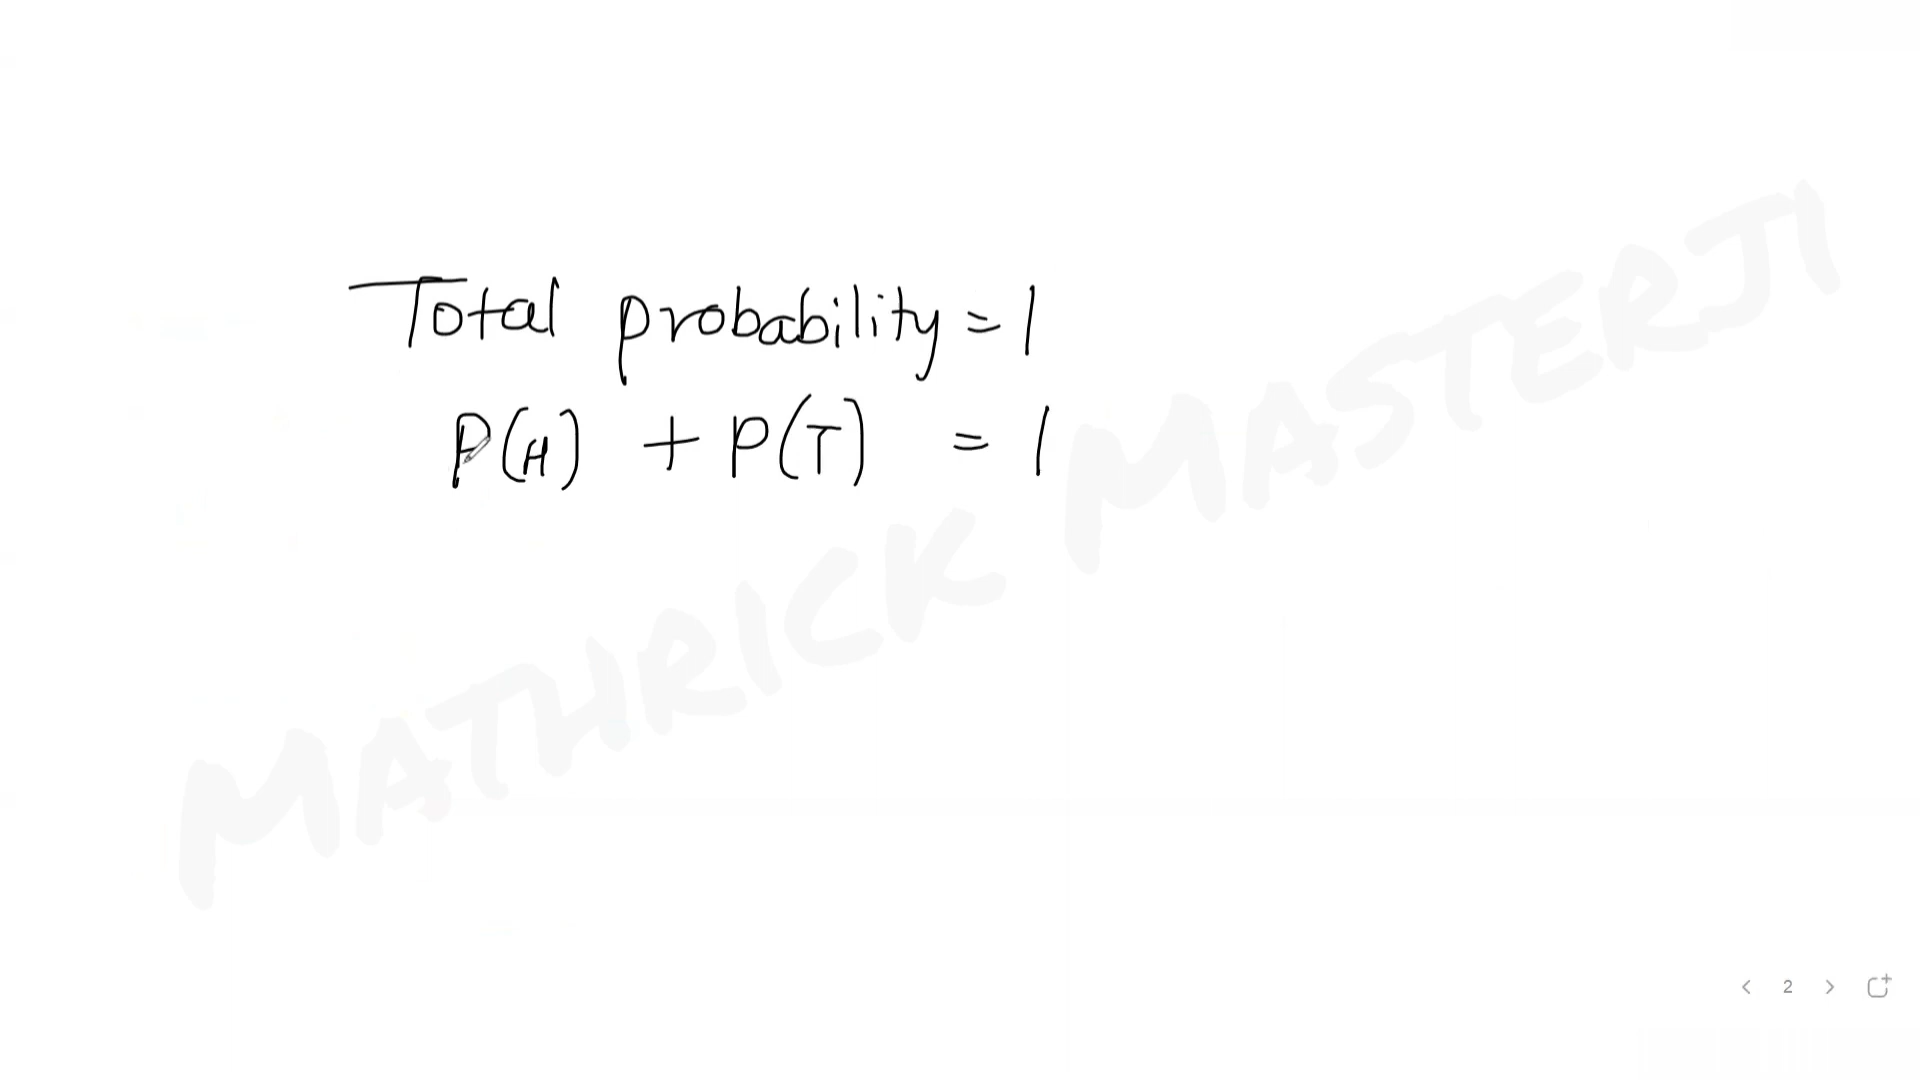 Total probability = 1
P(H) + P(T) = 1
MATHRICK MASTERJI
< 2 >